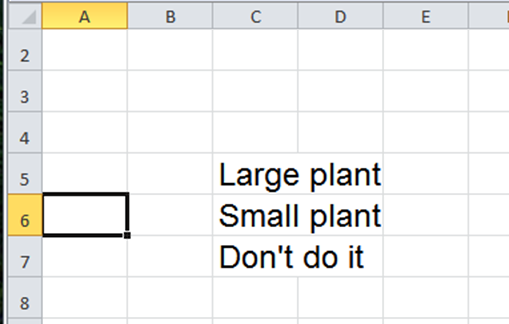 A B C D E
2
3
4
5 Large plant
6 Small plant
7 Don't do it
8